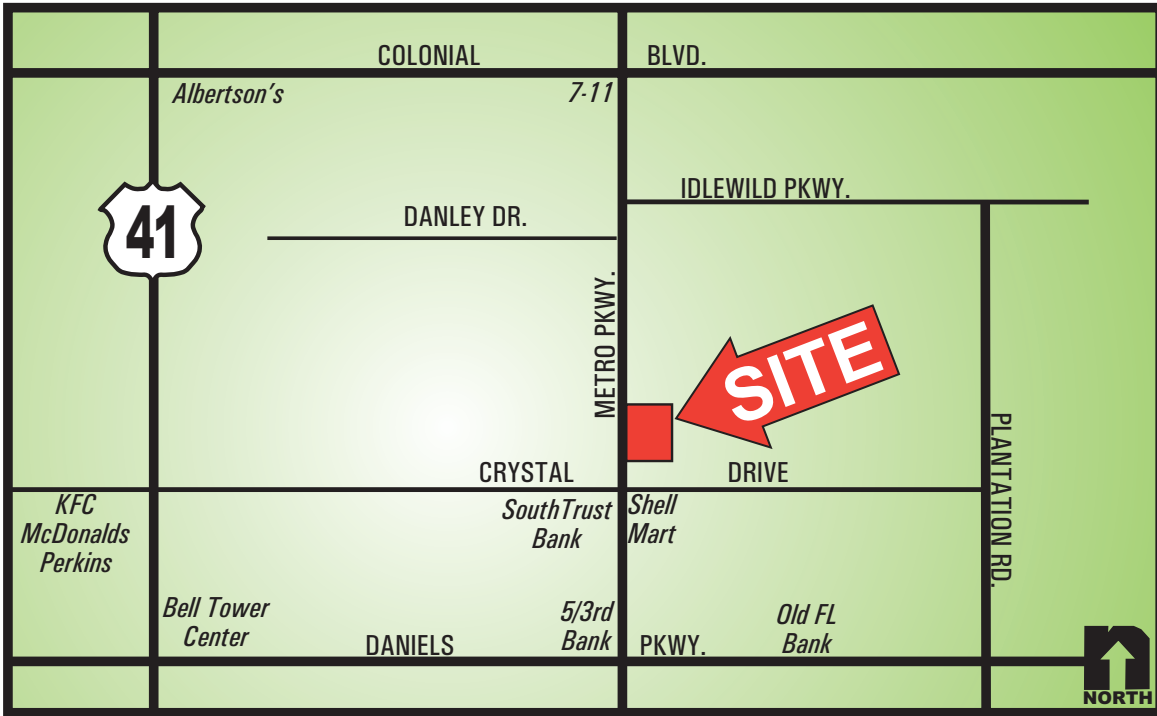 COLONIAL BLVD.
Albertson's
7-11
IDLEWILD PKWY.
DANLEY DR.
41
METRO PKWY.
SITE
PLANTATION RD.
CRYSTAL DRIVE
KFC
McDonalds
Perkins
SouthTrust
Bank
Shell
Mart
Bell Tower
Center
5/3rd
Bank
Old FL
Bank
DANIELS PKWY.
n
NORTH